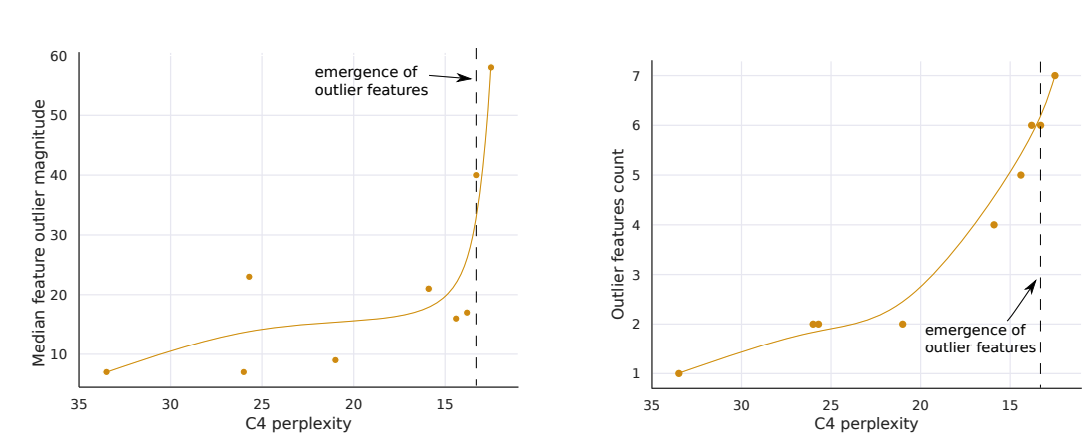 60
50
40
30
20
10
35
30
25
20
15
Median feature outlier magnitude
C4 perplexity
emergence of
outlier features
7
6
5
4
3
2
1
35
30
25
20
15
Outlier features count
C4 perplexity
emergence of
outlier features